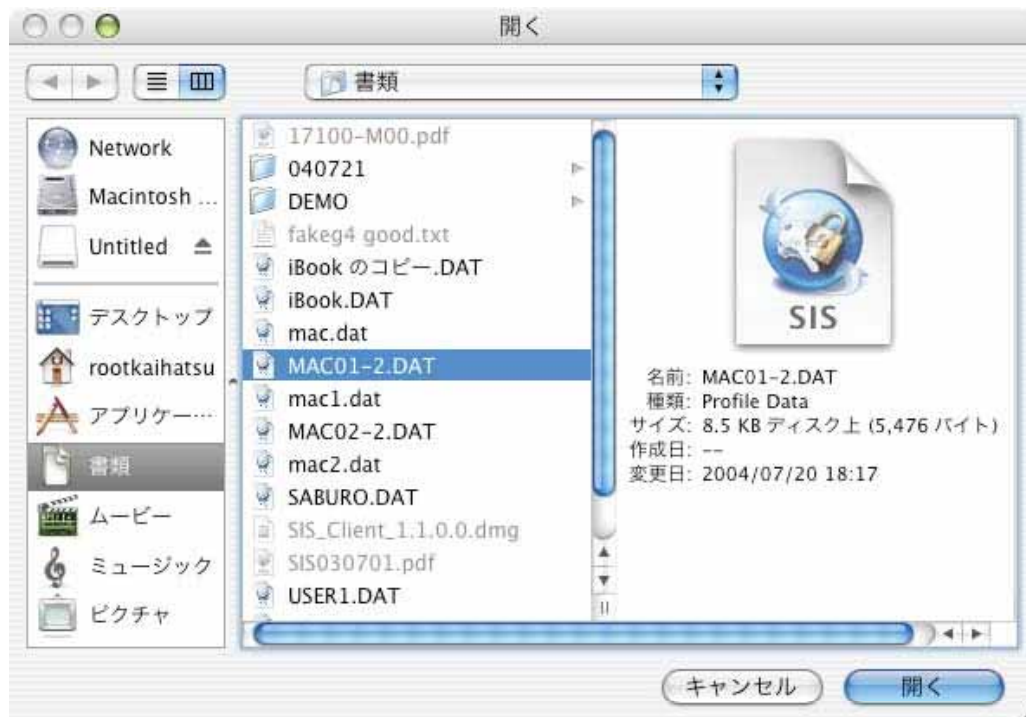 開く
書類
Network
Macintosh ...
Untitled
デスクトップ
rootkaihatsu
アプリケー…
書類
ムービー
ミュージック
ピクチャ
17100-M00.pdf
040721
DEMO
fakeg4 good.txt
iBook のコピー.DAT
iBook.DAT
mac.dat
MAC01-2.DAT
mac1.dat
MAC02-2.DAT
mac2.dat
SABURO.DAT
SIS_Client_1.1.0.0.dmg
SIS030701.pdf
USER1.DAT
SIS
名前: MAC01-2.DAT
種類: Profile Data
サイズ: 8.5 KB ディスク上 (5,476 バイト)
作成日: --
変更日: 2004/07/20 18:17
キャンセル
開く